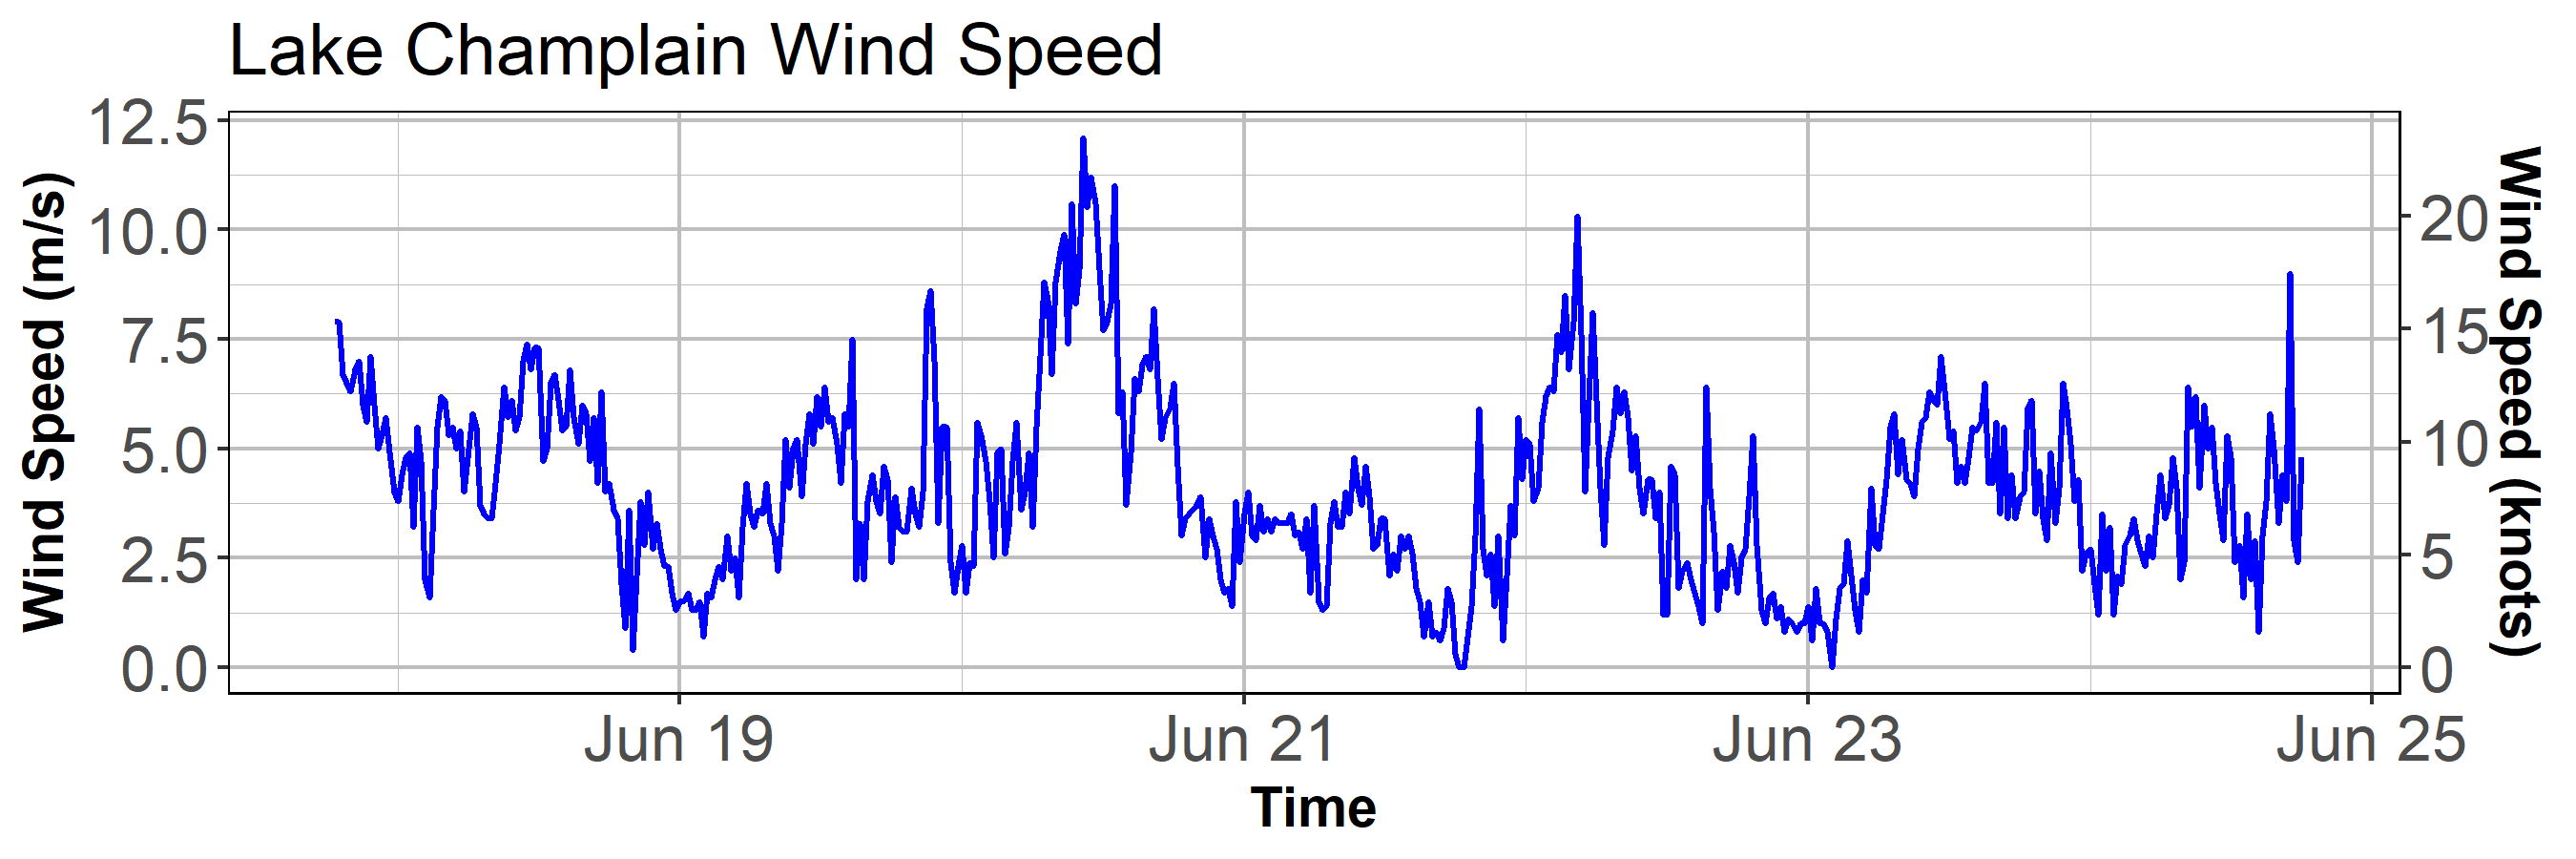 Lake Champlain Wind Speed
12.5
10.0
7.5
5.0
2.5
0.0
Wind Speed (m/s)
20
15
10
5
0
Wind Speed (knots)
Jun 19
Jun 21
Jun 23
Jun 25
Time